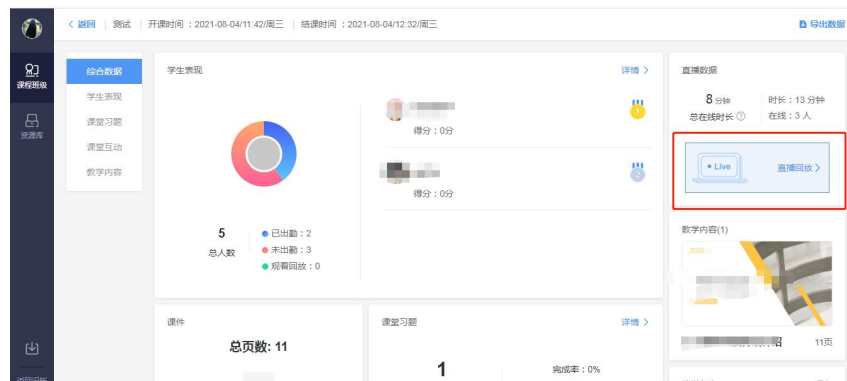 返回 测试 开课时间：2021-08-04/11:42/周三 结课时间：2021-08-04/12:32/周三 导出数据
课程班级
资源库
综合数据
学生表现
课堂习题
课堂互动
教学内容
学生表现 详情
得分：0分
得分：0分
5
总人数
已出勤：2
未出勤：3
观看回放：0
直播数据
8 分钟
总在线时长
时长：13 分钟
在线：3 人
Live 直播回放
教学内容(1)
11页
课件
总页数: 11
课堂习题 详情
1
完成率：0%